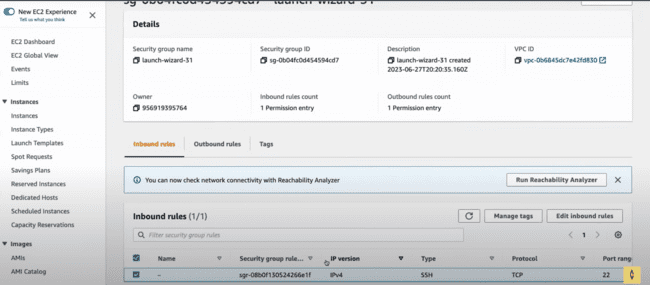 New EC2 Experience
Tell us what you think
EC2 Dashboard
EC2 Global View
Events
Limits
Instances
Instances
Instance Types
Launch Templates
Spot Requests
Savings Plans
Reserved Instances
Dedicated Hosts
Scheduled Instances
Capacity Reservations
Images
AMIs
AMI Catalog
Details
Security group name
launch-wizard-31
Security group ID
sg-0b04fc0d454594cd7
Description
launch-wizard-31 created
2023-06-27T20:20:35.160Z
VPC ID
vpc-0b6845dc7e42fd830
Owner
956919395764
Inbound rules count
1 Permission entry
Outbound rules count
1 Permission entry
Inbound rules Outbound rules Tags
You can now check network connectivity with Reachability Analyzer Run Reachability Analyzer
Inbound rules (1/1) Manage tags Edit inbound rules
Filter security group rules 1
Name Security group rule... IP version Type Protocol Port rang
– sgr-08b0f130524266e1f IPv4 SSH TCP 22